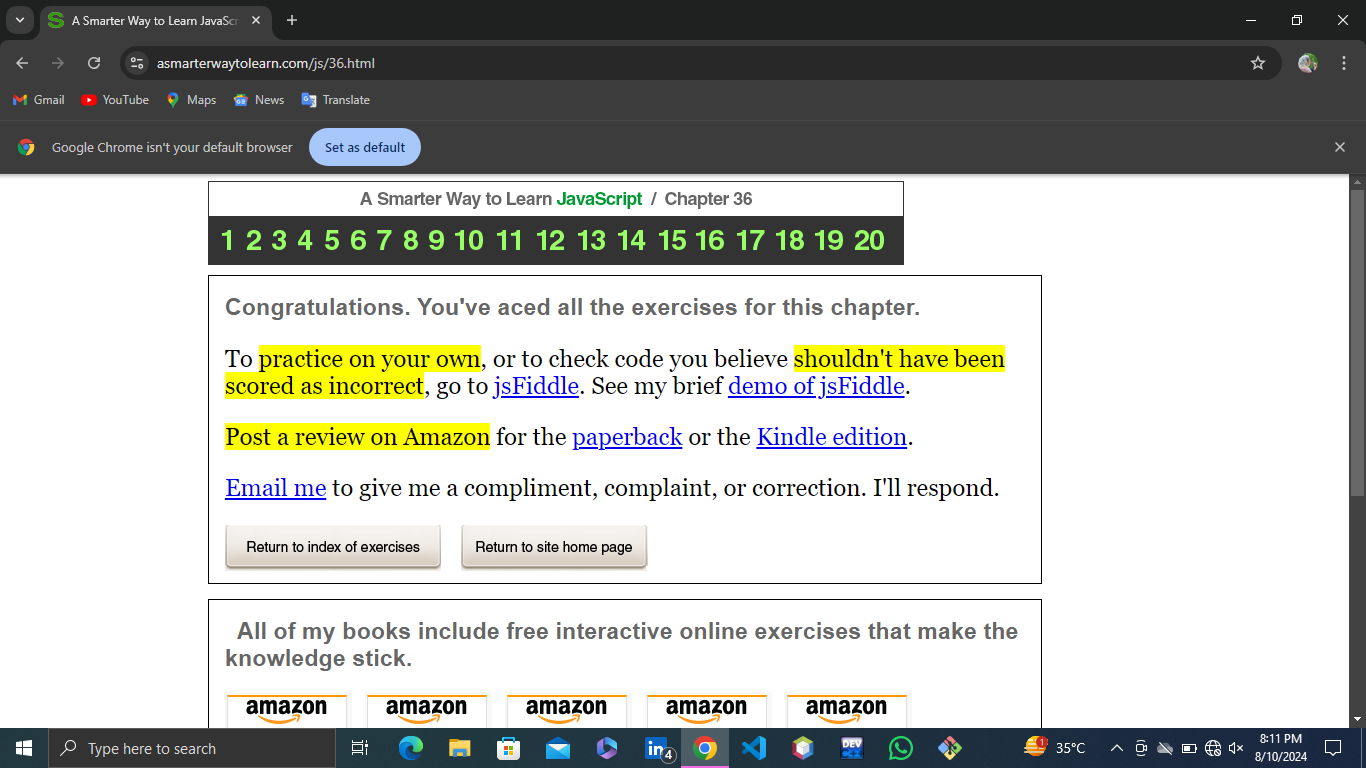 A Smarter Way to Learn JavaSc
asmarterwaytolearn.com/js/36.html
Gmail YouTube Maps News Translate
Google Chrome isn't your default browser Set as default
A Smarter Way to Learn JavaScript / Chapter 36
1 2 3 4 5 6 7 8 9 10 11 12 13 14 15 16 17 18 19 20
Congratulations. You've aced all the exercises for this chapter.
To practice on your own, or to check code you believe shouldn't have been
scored as incorrect, go to jsFiddle. See my brief demo of jsFiddle.
Post a review on Amazon for the paperback or the Kindle edition.
Email me to give me a compliment, complaint, or correction. I'll respond.
Return to index of exercises Return to site home page
All of my books include free interactive online exercises that make the
knowledge stick.
amazon amazon amazon amazon amazon
Type here to search
in 4
DEV
1
35°C
8:11 PM
8/10/2024